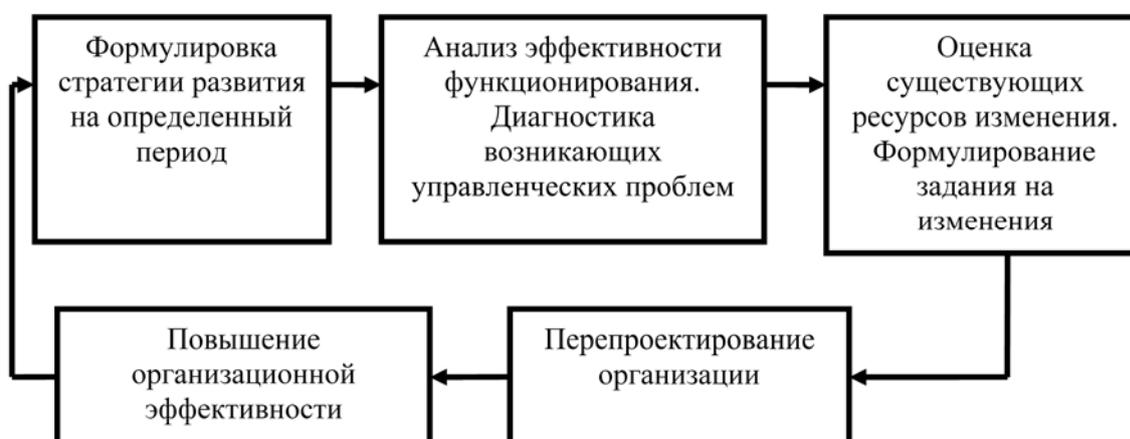 Формулировка
стратегии развития
на определенный
период
Анализ эффективности
функционирования.
Диагностика
возникающих
управленческих проблем
Оценка
существующих
ресурсов изменения.
Формулирование
задания на
изменения
Перепроектирование
организации
Повышение
организационной
эффективности